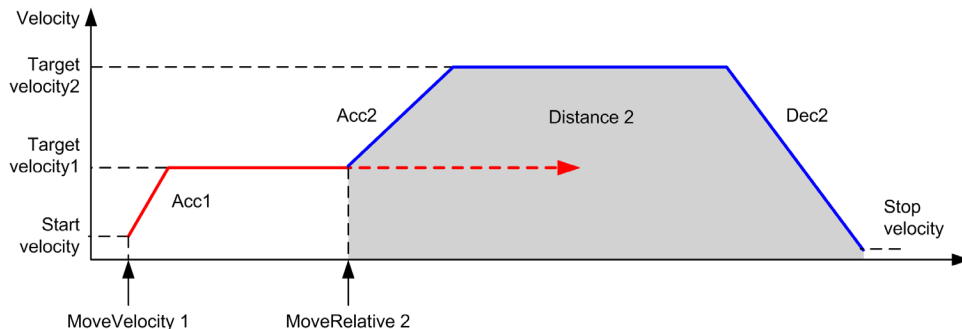 Velocity
Target
velocity2
Acc2
Distance 2
Dec2
Target
velocity1
Acc1
Start
velocity
Stop
velocity
MoveVelocity 1
MoveRelative 2